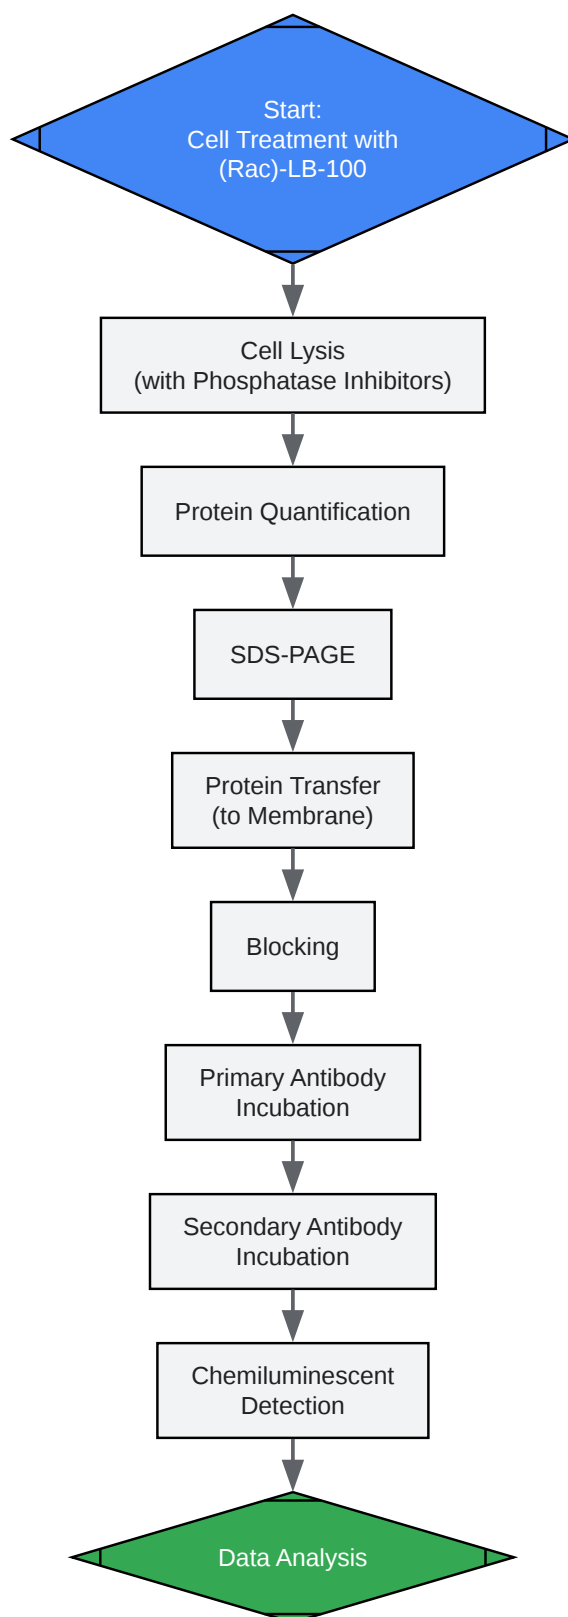 Start:
Cell Treatment with
(Rac)-LB-100
Cell Lysis
(with Phosphatase Inhibitors)
Protein Quantification
SDS-PAGE
Protein Transfer
(to Membrane)
Blocking
Primary Antibody
Incubation
Secondary Antibody
Incubation
Chemiluminescent
Detection
Data Analysis